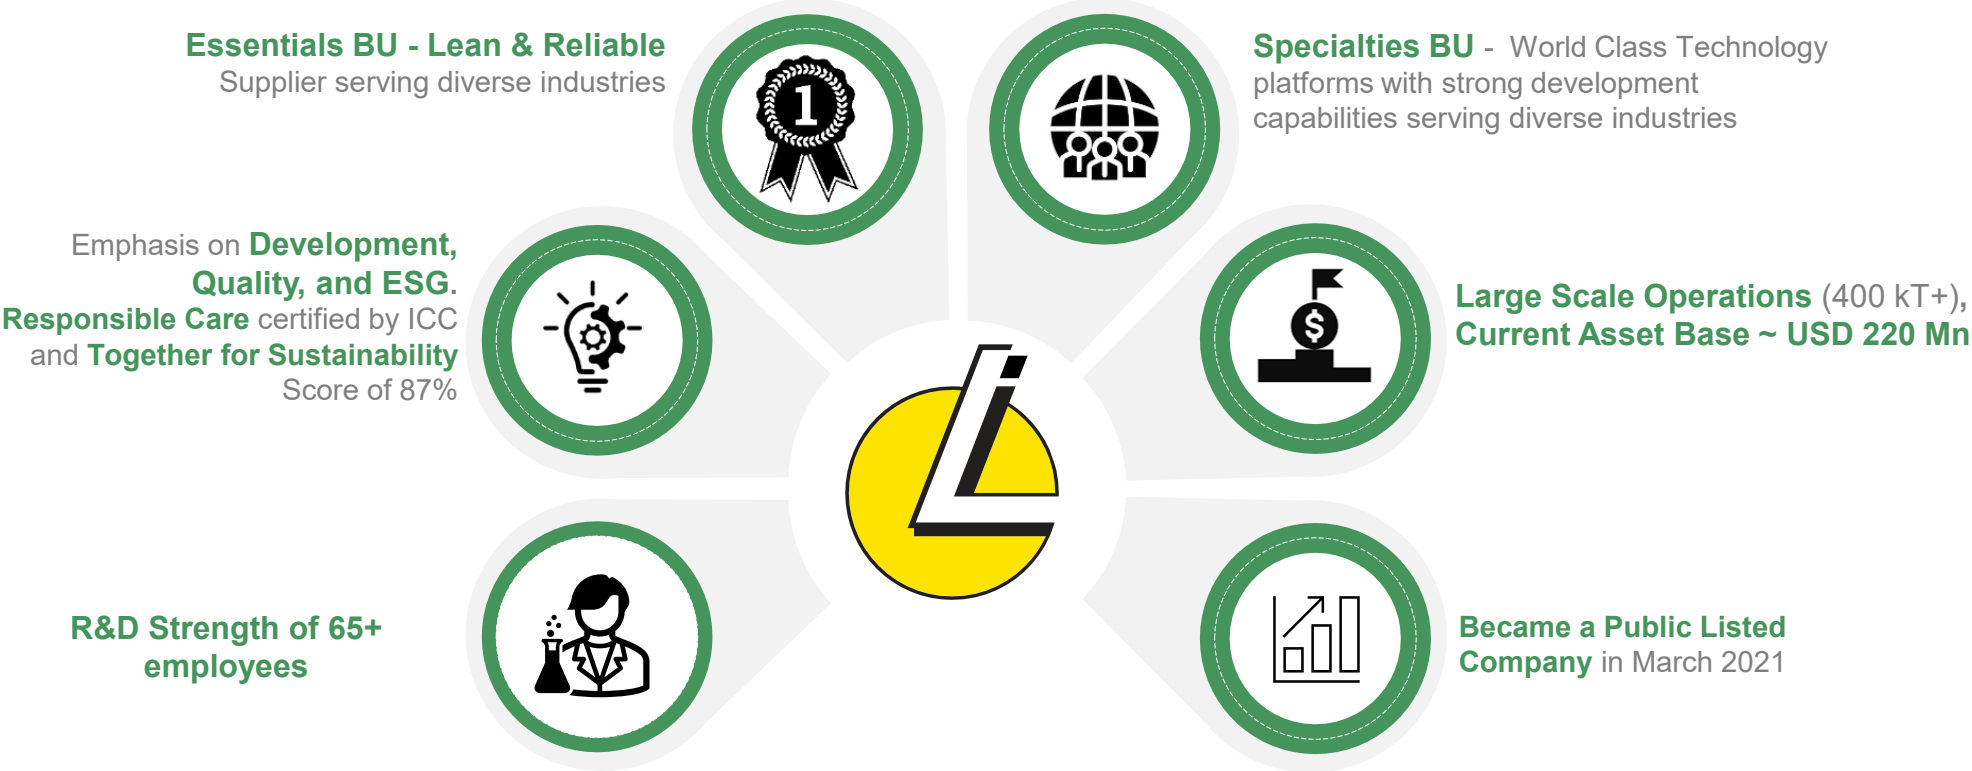 Essentials BU - Lean & Reliable
Supplier serving diverse industries
1
Specialties BU - World Class Technology
platforms with strong development
capabilities serving diverse industries
Emphasis on Development,
Quality, and ESG.
Responsible Care certified by ICC
and Together for Sustainability
Score of 87%
$
Large Scale Operations (400 kT+),
Current Asset Base ~ USD 220 Mn
R&D Strength of 65+
employees
Became a Public Listed
Company in March 2021